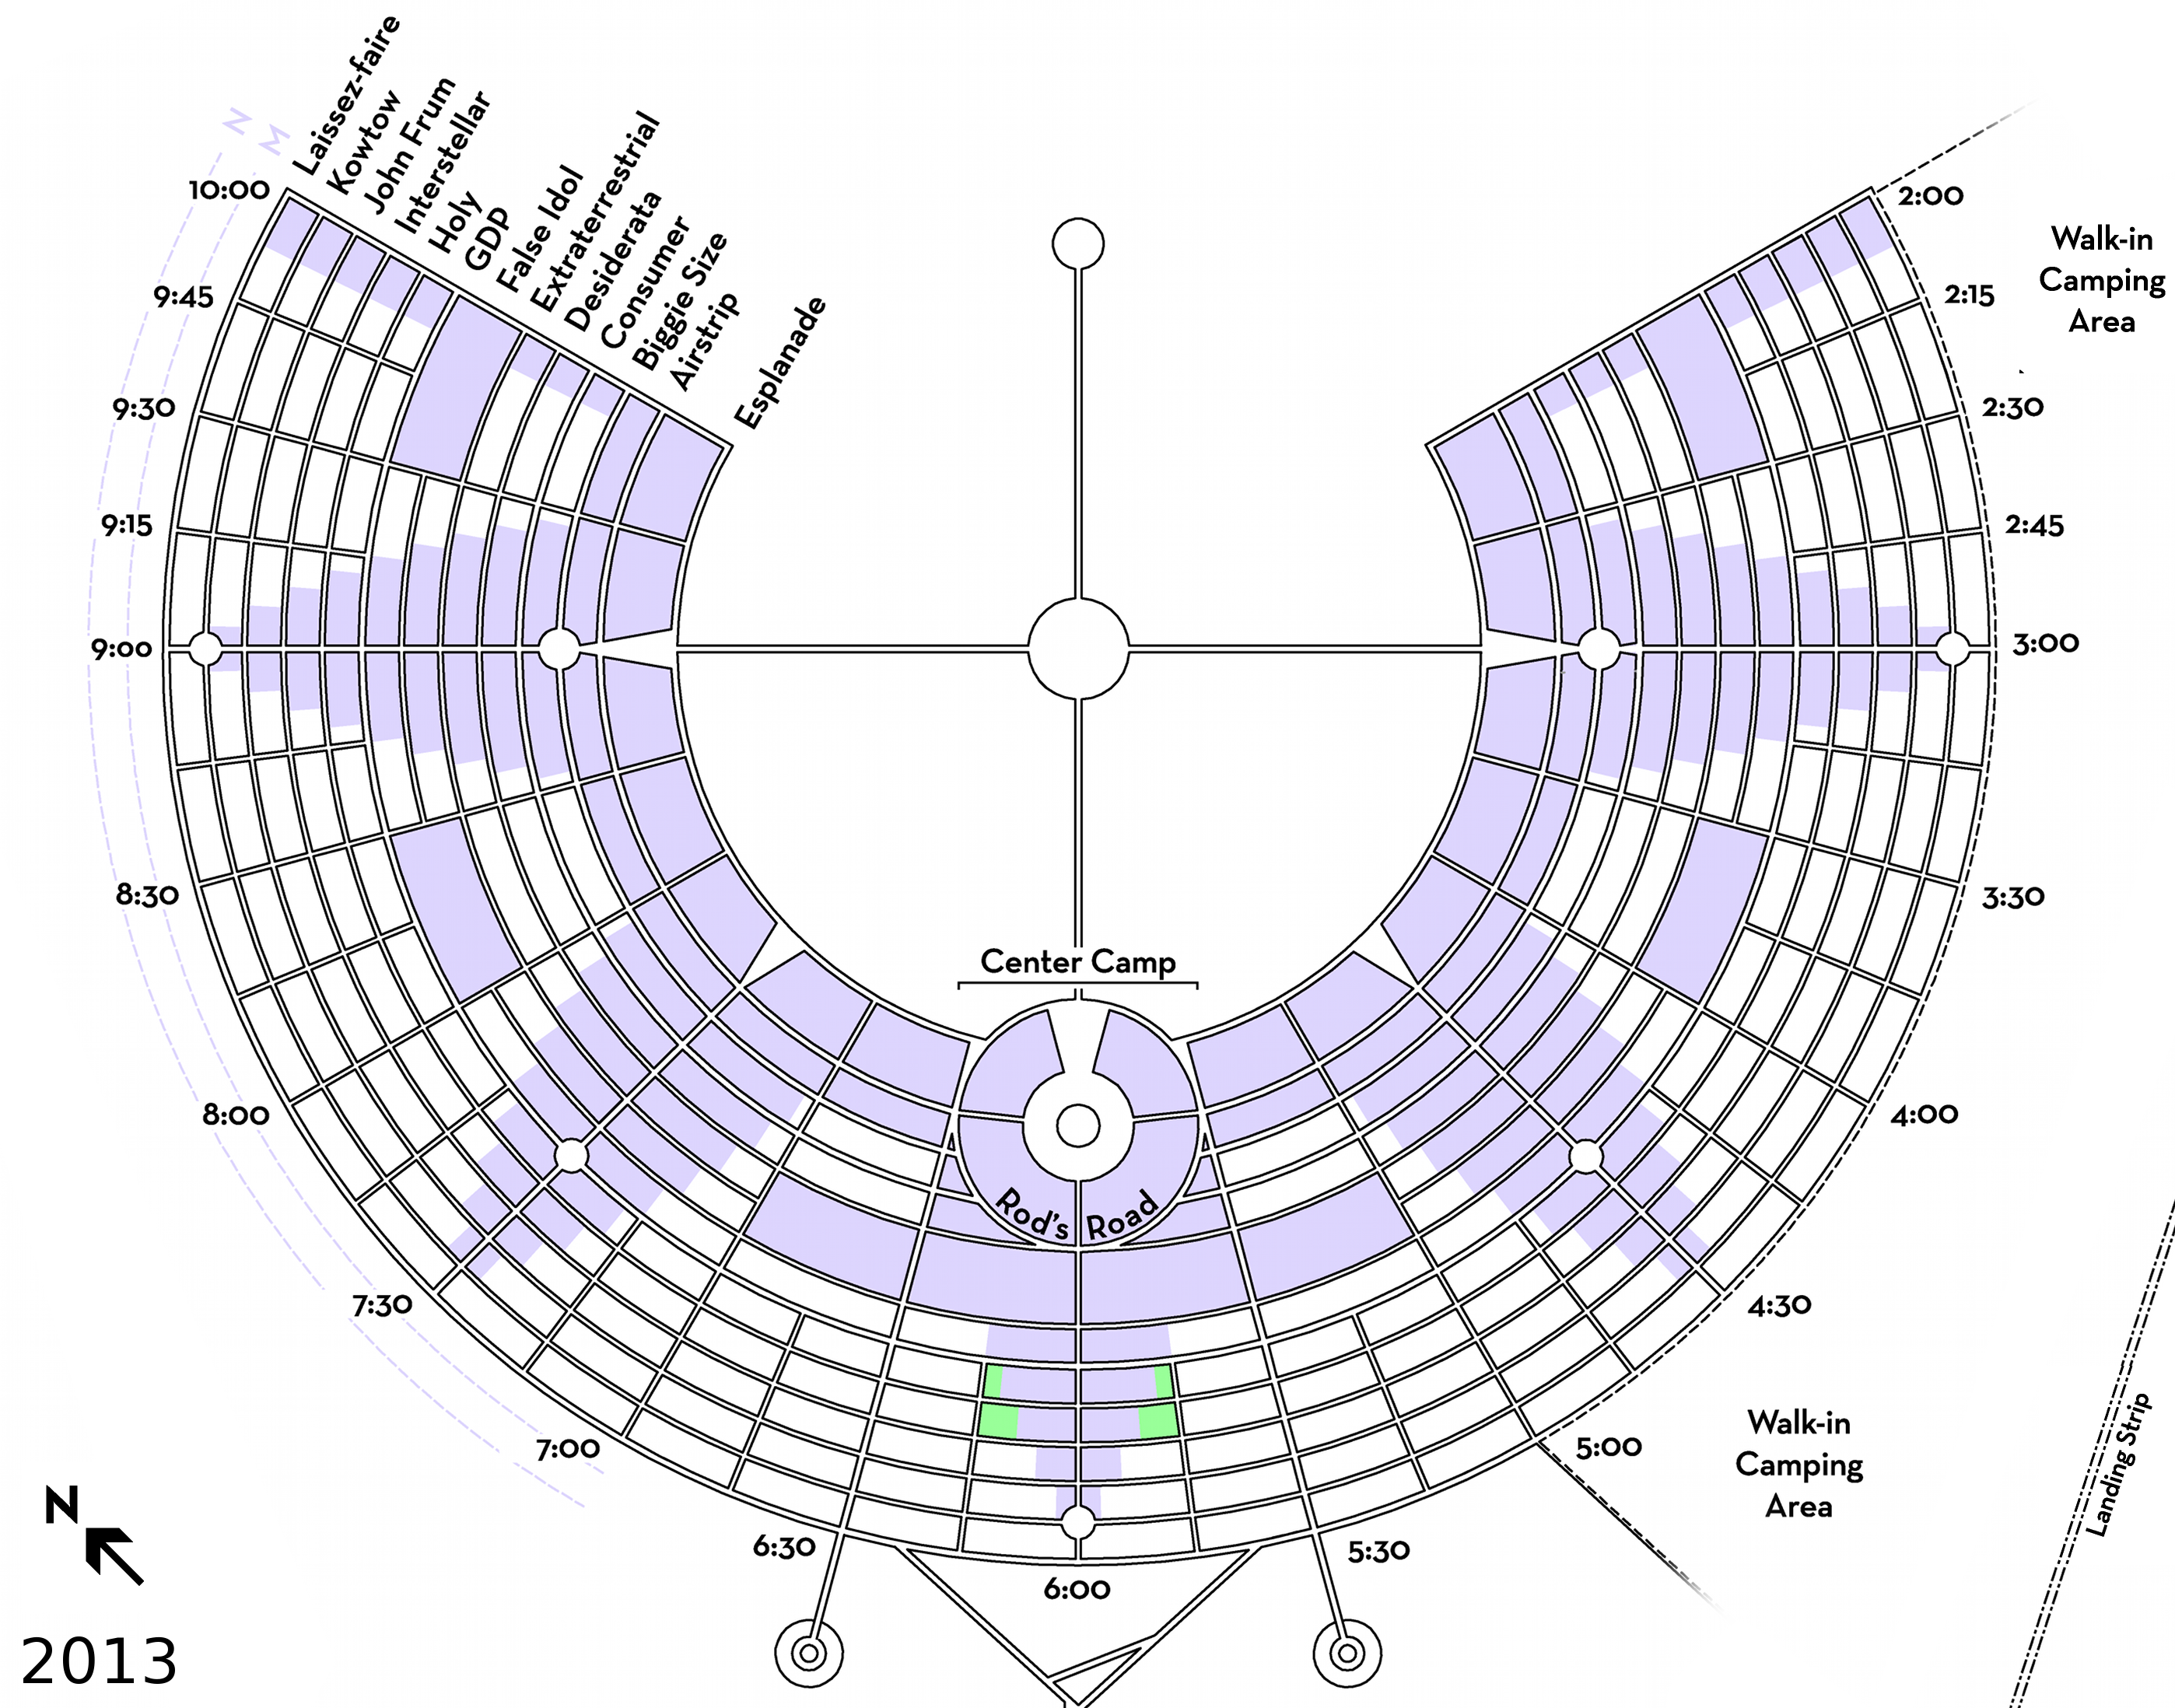 N
M
Laissez-faire
Kowtow
John Frum
Interstellar
Holy
GDP
False Idol
Extraterrestrial
Desiderata
Consumer
Biggie Size
Airstrip
Esplanade
10:00
9:45
9:30
9:15
9:00
8:30
8:00
7:30
7:00
6:30
6:00
5:30
5:00
4:30
4:00
3:30
3:00
2:45
2:30
2:15
2:00
Walk-in
Camping
Area
Center Camp
Rod's Road
Walk-in
Camping
Area
Landing Strip
N
2013